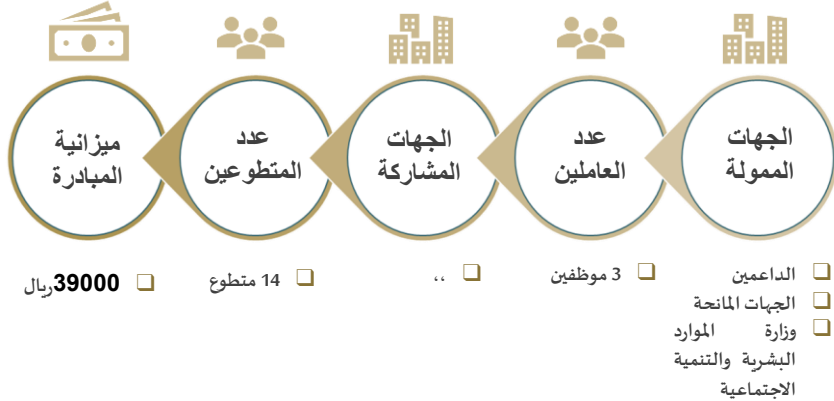 الجهات
الممولة
عدد
العاملين
الجهات
المشاركة
عدد
المتطوعين
ميزانية
المبادرة
❑ الداعمين
❑ الجهات المانحة
❑ وزارة الموارد
البشرية والتنمية
الاجتماعية
❑ 3 موظفين
❑ ،،
❑ 14 متطوع
❑ 39000ريال